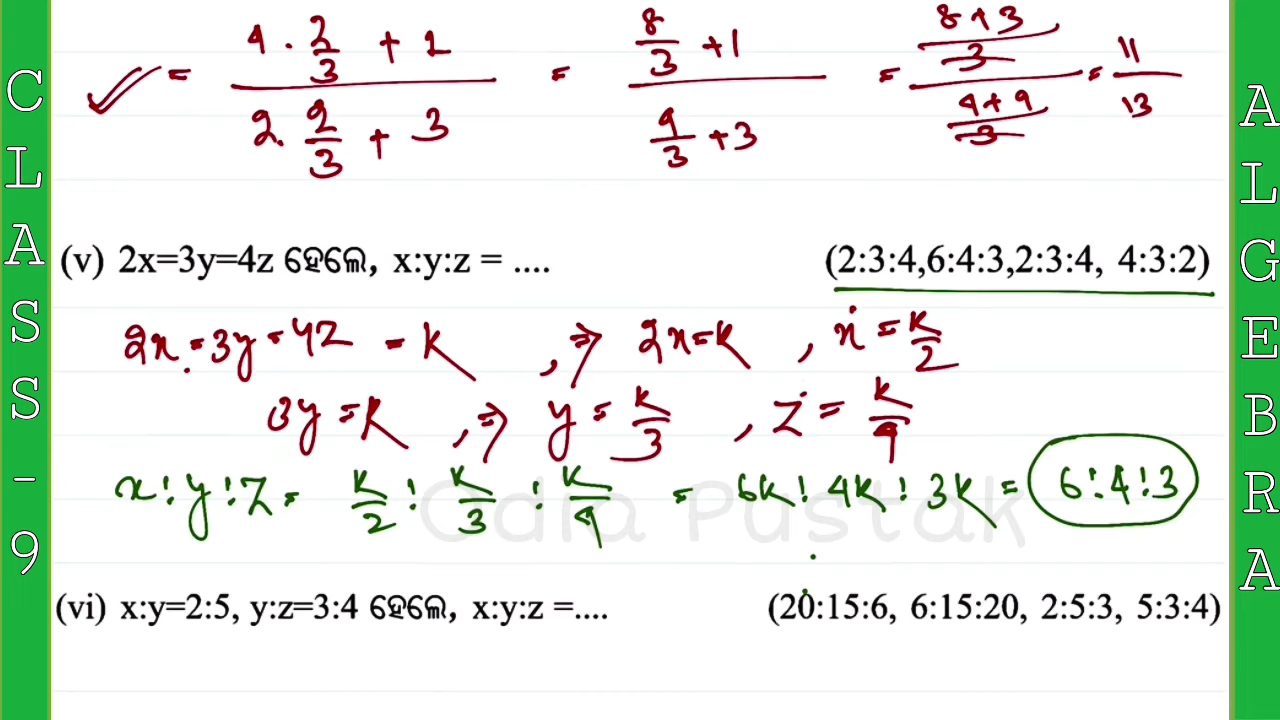 CLASS-9
ALGEBRA
= (4 . 2/3 + 1)/(2. 2/3 + 3) = (8/3 + 1)/(4/3 + 3) = ((8+3)/3)/((4+9)/3) = 11/13
(v) 2x=3y=4z ହେଲେ, x:y:z = .... (2:3:4,6:4:3,2:3:4, 4:3:2)
2x = 3y = 4z = k , ⇒ 2x = k , x = k/2
3y = k , ⇒ y = k/3 , z = k/4
x : y : z = k/2 : k/3 : k/4 = 6k : 4k : 3k = 6:4:3
Odia Pustak
(vi) x:y=2:5, y:z=3:4 ହେଲେ, x:y:z =.... (20:15:6, 6:15:20, 2:5:3, 5:3:4)